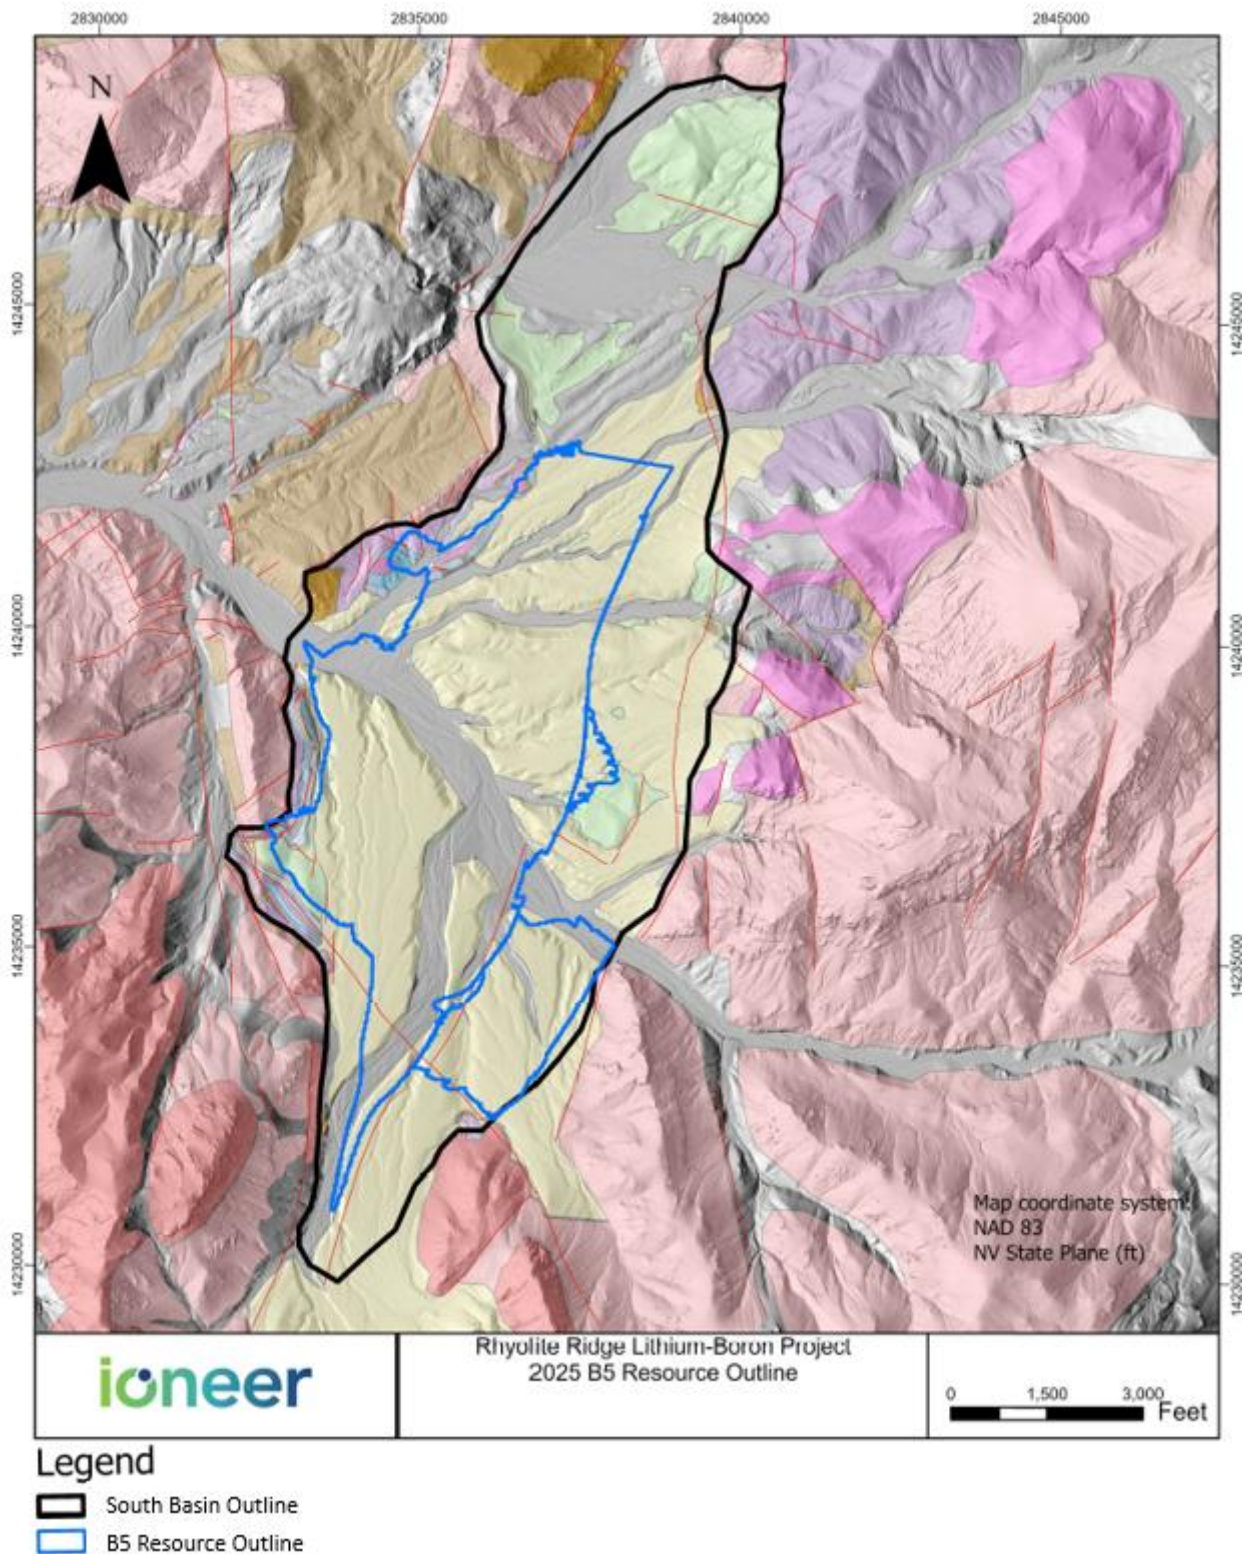 2830000 2835000 2840000 2845000
N
14245000 14245000
14240000 14240000
14235000 14235000
14230000 14230000
Map coordinate system:
NAD 83
NV State Plane (ft)
ioneer
Rhyolite Ridge Lithium-Boron Project
2025 B5 Resource Outline
0 1,500 3,000
Feet
Legend
South Basin Outline
B5 Resource Outline